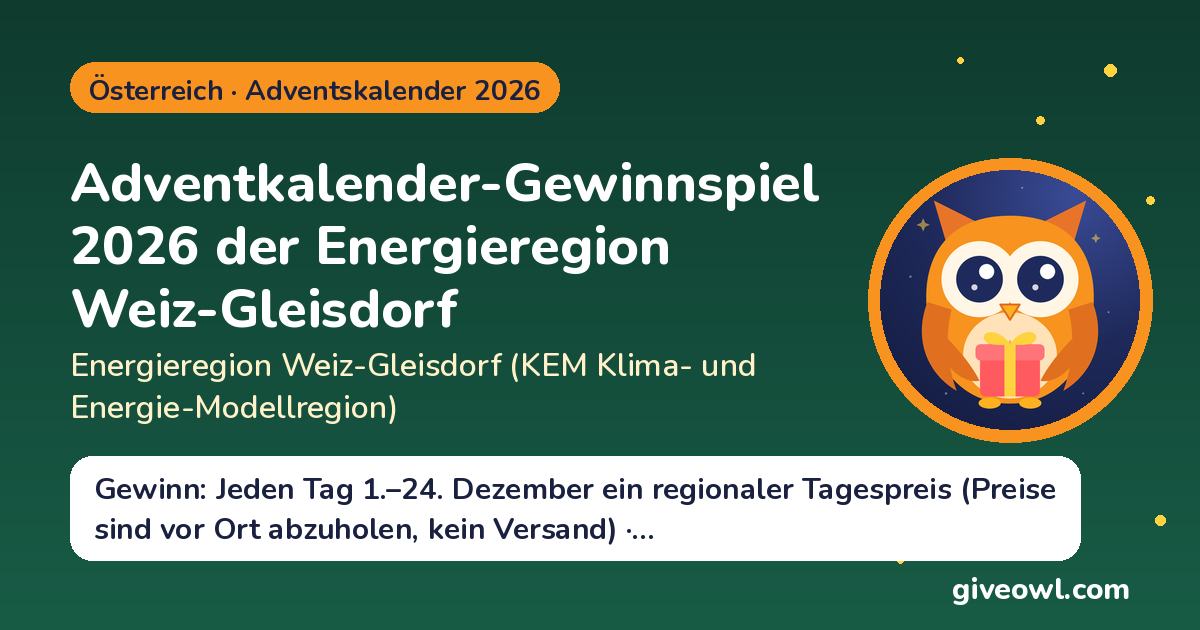 Österreich · Adventskalender 2026
Adventkalender-Gewinnspiel
2026 der Energieregion
Weiz-Gleisdorf
Energieregion Weiz-Gleisdorf (KEM Klima- und
Energie-Modellregion)
Gewinn: Jeden Tag 1.–24. Dezember ein regionaler Tagespreis (Preise
sind vor Ort abzuholen, kein Versand) ·...
giveowl.com